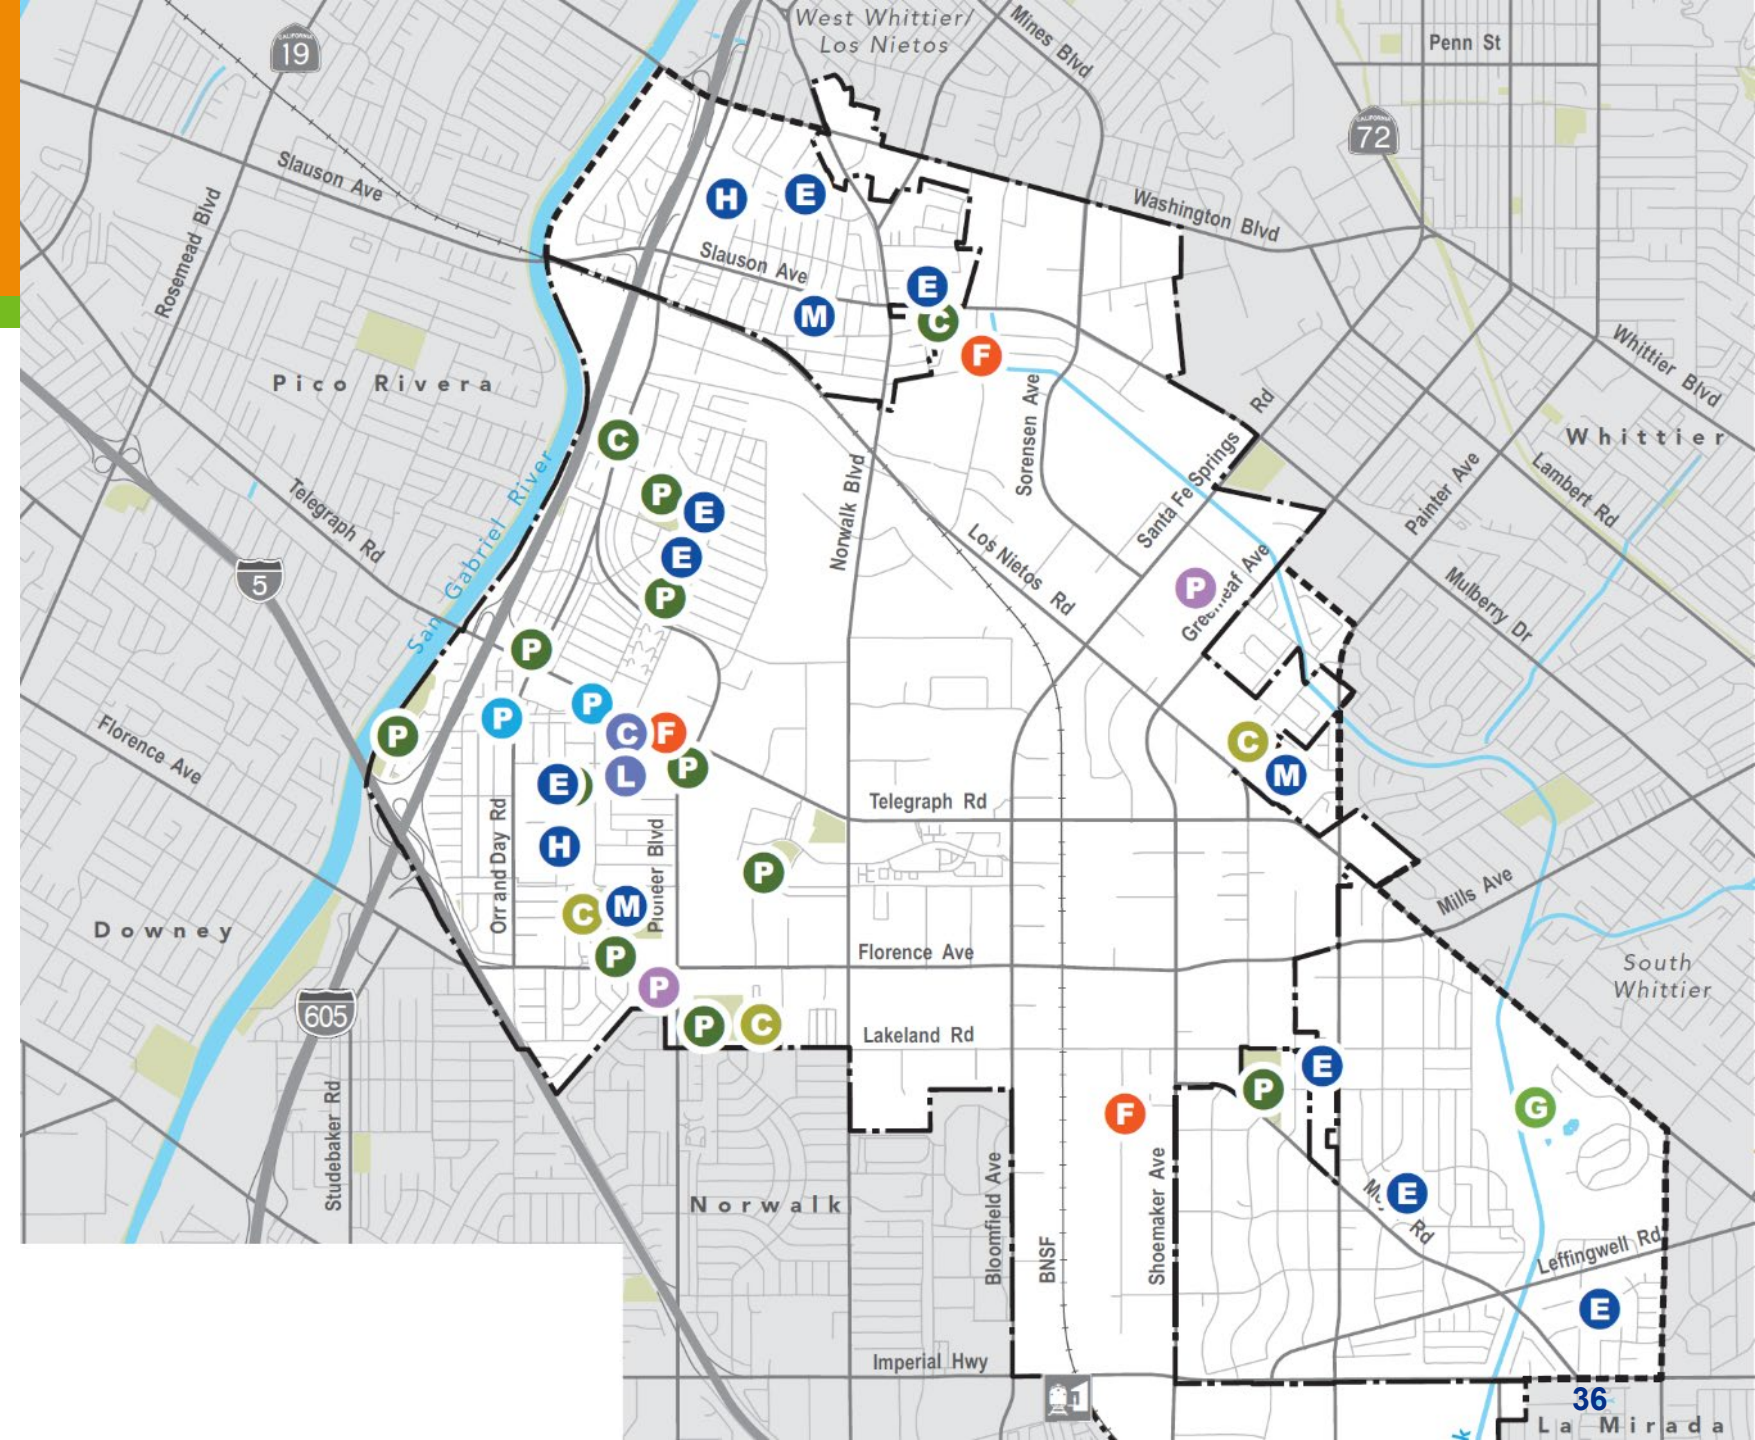 West Whittier/
Los Nietos
Mines Blvd
CALIFORNIA
19
Penn St
CALIFORNIA
72
Slauson Ave
Rosemead Blvd
Washington Blvd
H
E
Slauson Ave
E
M
C
F
Whittier Blvd
Pico Rivera
Rd
Sorensen Ave
Whittier
C
Santa Fe Springs
Painter Ave
Lambert Rd
San Gabriel River
Telegraph Rd
P
E
Norwalk Blvd
Los Nietos Rd
E
P
P
Greenleaf Ave
Mulberry Dr
5
P
P
P
C
F
P
C
L
P
M
E
Florence Ave
Orr and Day Rd
Telegraph Rd
H
Pioneer Blvd
P
Mills Ave
C
M
Downey
P
Florence Ave
South
Whittier
P
605
P
C
Lakeland Rd
E
P
F
G
Studebaker Rd
Norwalk
Bloomfield Ave
BNSF
Shoemaker Ave
E
Rd
Leffingwell Rd
E
Imperial Hwy
36
La Mirada
k